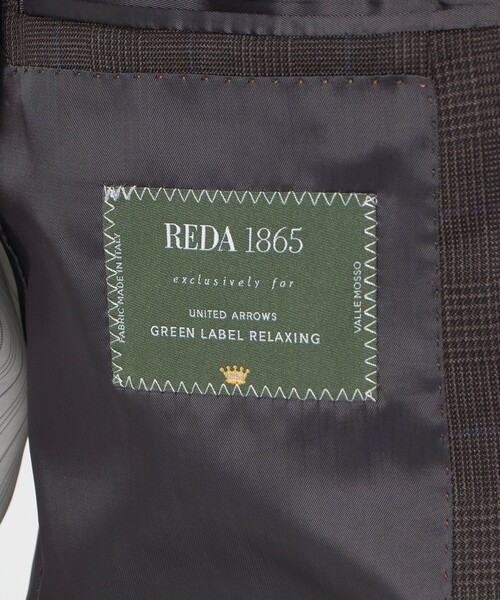 REDA 1865
exclusively for
UNITED ARROWS
GREEN LABEL RELAXING
FABRIC MADE IN ITALY
VALLE MOSSO